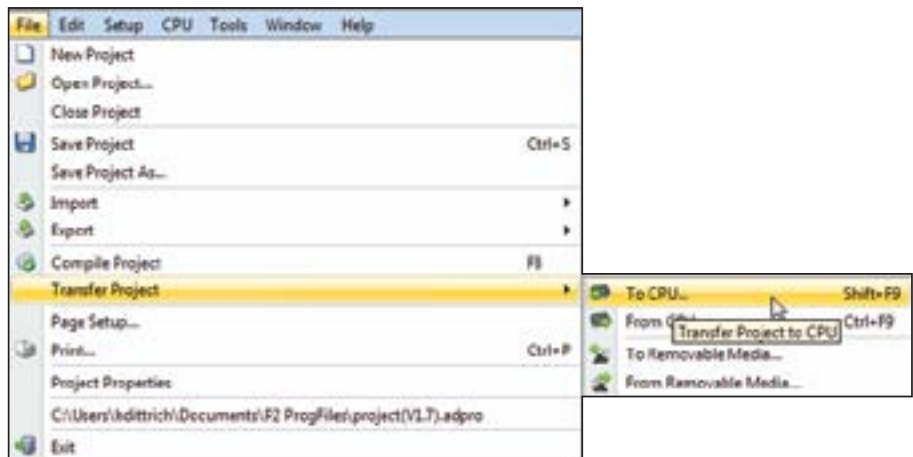 File Edit Setup CPU Tools Window Help
New Project
Open Project...
Close Project
Save Project Ctrl+S
Save Project As...
Import
Export
Compile Project
Transfer Project
To CPU... Shift+F9
From Ctrl+F9
Transfer Project to CPU
To Removable Media...
From Removable Media...
Page Setup...
Print... Ctrl+P
Project Properties
C:\Users\hdittrich\Documents\F2 ProgFiles\project(V1.7).adpro
Exit